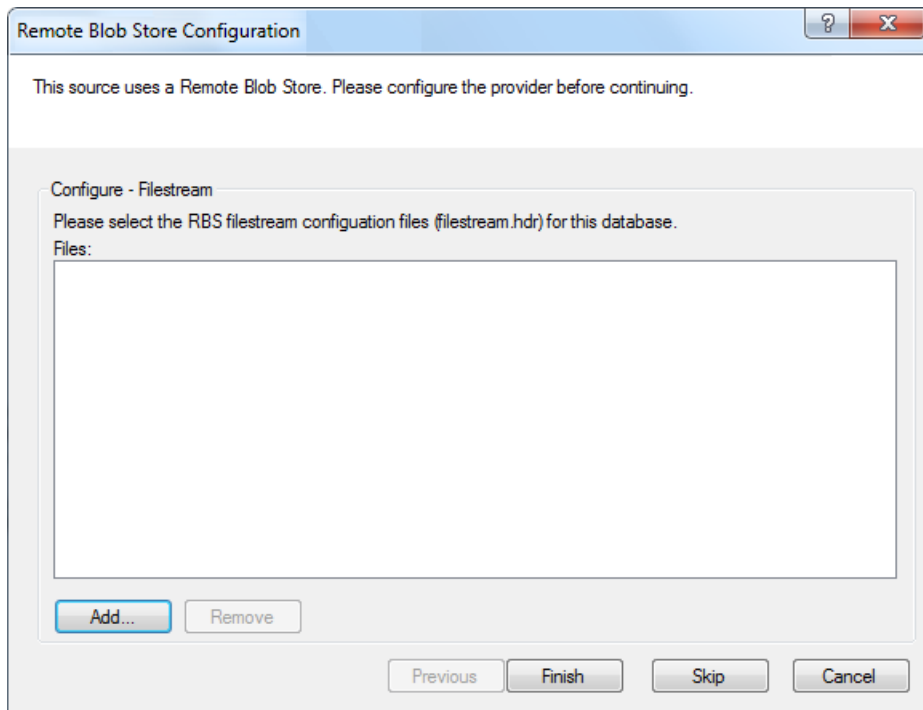 Remote Blob Store Configuration
This source uses a Remote Blob Store. Please configure the provider before continuing.
Configure - Filestream
Please select the RBS filestream configuation files (filestream.hdr) for this database.
Files:
Add... Remove
Previous Finish Skip Cancel